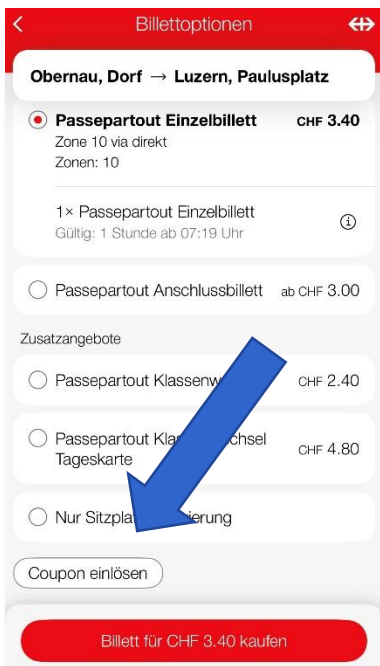 Billettoptionen
Obernau, Dorf → Luzern, Paulusplatz
Passepartout Einzelbillett CHF 3.40
Zone 10 via direkt
Zonen: 10
1× Passepartout Einzelbillett
Gültig: 1 Stunde ab 07:19 Uhr
Passepartout Anschlussbillett ab CHF 3.00
Zusatzangebote
Passepartout CHF 2.40
Passepartout
Tageskarte CHF 4.80
Nur
Coupon einlösen
Billett für CHF 3.40 kaufen